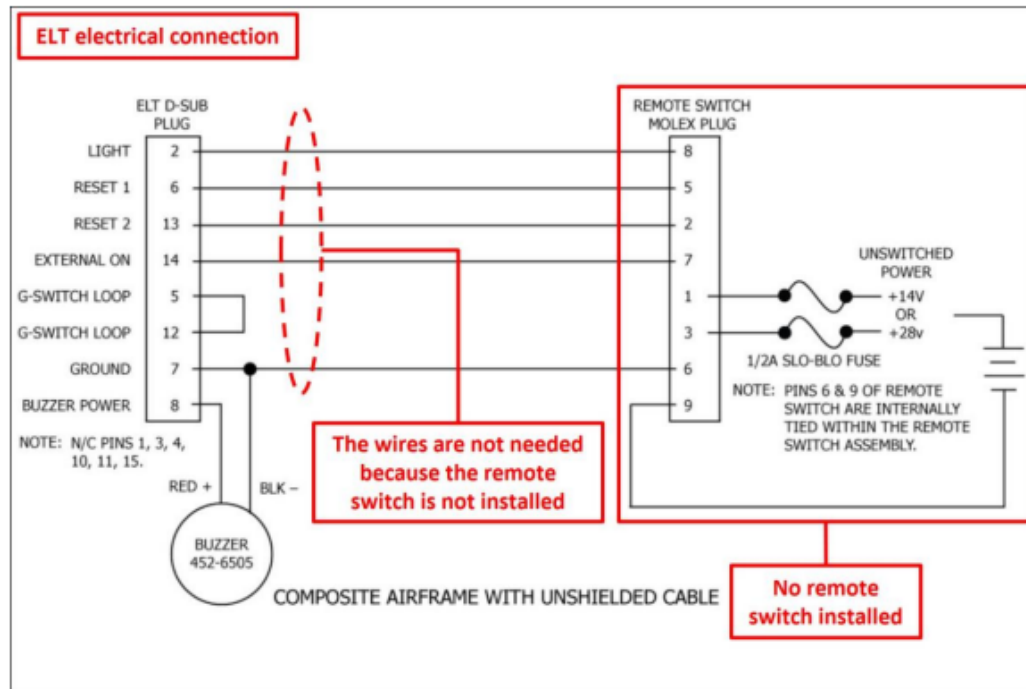 ELT electrical connection
ELT D-SUB
PLUG
REMOTE SWITCH
MOLEX PLUG
LIGHT 2 8
RESET 1 6 5
RESET 2 13 2
EXTERNAL ON 14 7
UNSWITCHED
POWER
G-SWITCH LOOP 5 1 +14V
OR
G-SWITCH LOOP 12 3 +28v
1/2A SLO-BLO FUSE
GROUND 7 6
BUZZER POWER 8 9
NOTE: PINS 6 & 9 OF REMOTE
SWITCH ARE INTERNALLY
TIED WITHIN THE REMOTE
SWITCH ASSEMBLY.
NOTE: N/C PINS 1, 3, 4,
10, 11, 15.
The wires are not needed
because the remote
switch is not installed
RED + BLK –
BUZZER
452-6505
COMPOSITE AIRFRAME WITH UNSHIELDED CABLE
No remote
switch installed